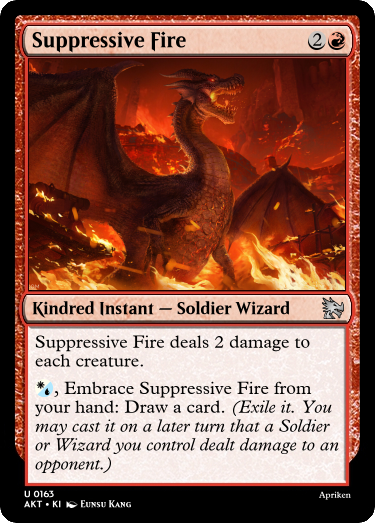 Suppressive Fire 2
Kindred Instant — Soldier Wizard
Suppressive Fire deals 2 damage to
each creature.
, Embrace Suppressive Fire from
your hand: Draw a card. (Exile it. You
may cast it on a later turn that a Soldier
or Wizard you control dealt damage to an
opponent.)
U 0163
Apriken
AKT • KI Eunsu Kang